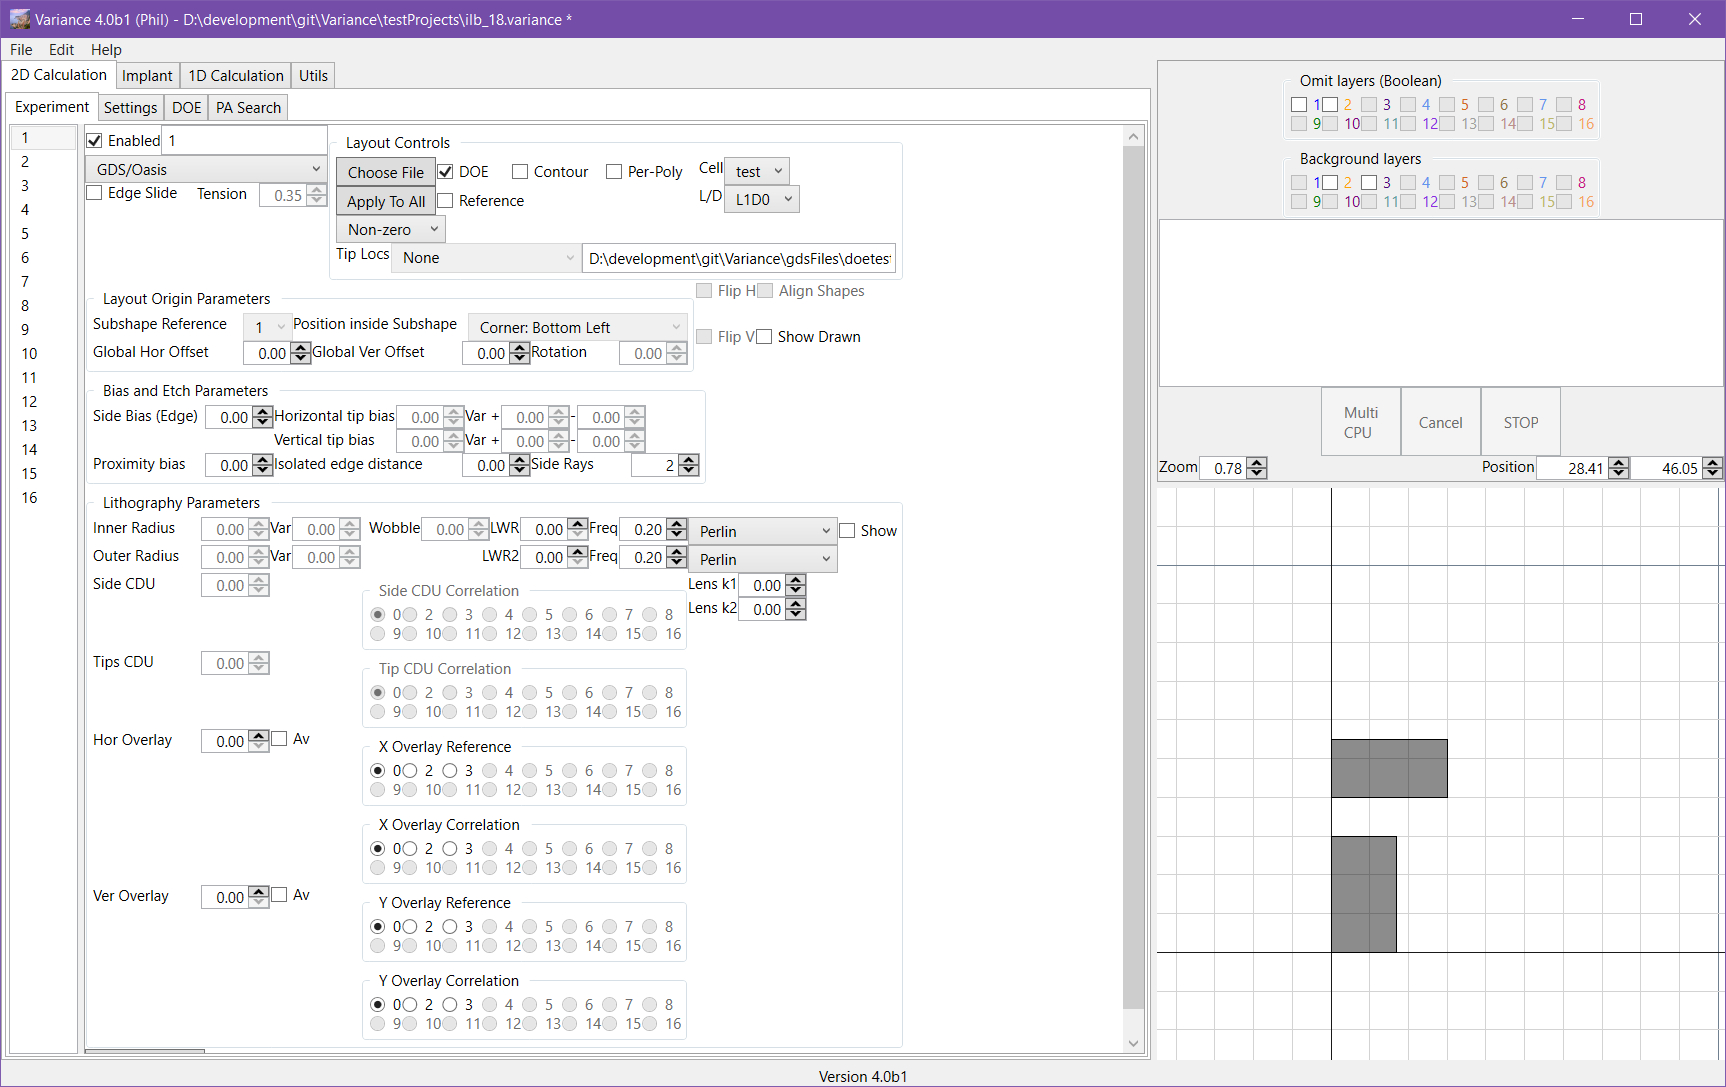 Variance 4.0b1 (Phil) - D:\development\git\Variance\testProjects\ilb_18.variance *
File Edit Help
2D Calculation Implant 1D Calculation Utils
Experiment Settings DOE PA Search
1
2
3
4
5
6
7
8
9
10
11
12
13
14
15
16
Enabled 1
GDS/Oasis
Edge Slide Tension 0.35
Layout Controls
Choose File DOE Contour Per-Poly Cell test
Apply To All Reference L/D L1D0
Non-zero
Tip Locs None D:\development\git\Variance\gdsFiles\doetest
Layout Origin Parameters
Subshape Reference 1 Position inside Subshape Corner: Bottom Left
Global Hor Offset 0.00 Global Ver Offset 0.00 Rotation 0.00
Flip H Align Shapes
Flip V Show Drawn
Bias and Etch Parameters
Side Bias (Edge) 0.00 Horizontal tip bias 0.00 Var + 0.00 - 0.00
Vertical tip bias 0.00 Var + 0.00 - 0.00
Proximity bias 0.00 Isolated edge distance 0.00 Side Rays 2
Lithography Parameters
Inner Radius 0.00 Var 0.00 Wobble 0.00 LWR 0.00 Freq 0.20 Perlin Show
Outer Radius 0.00 Var 0.00 LWR2 0.00 Freq 0.20 Perlin
Side CDU 0.00 Lens k1 0.00
Lens k2 0.00
Side CDU Correlation
0 2 3 4 5 6 7 8
9 10 11 12 13 14 15 16
Tips CDU 0.00
Tip CDU Correlation
0 2 3 4 5 6 7 8
9 10 11 12 13 14 15 16
Hor Overlay 0.00 Av
X Overlay Reference
0 2 3 4 5 6 7 8
9 10 11 12 13 14 15 16
X Overlay Correlation
0 2 3 4 5 6 7 8
9 10 11 12 13 14 15 16
Ver Overlay 0.00 Av
Y Overlay Reference
0 2 3 4 5 6 7 8
9 10 11 12 13 14 15 16
Y Overlay Correlation
0 2 3 4 5 6 7 8
9 10 11 12 13 14 15 16
Omit layers (Boolean)
1 2 3 4 5 6 7 8
9 10 11 12 13 14 15 16
Background layers
1 2 3 4 5 6 7 8
9 10 11 12 13 14 15 16
Multi CPU Cancel STOP
Zoom 0.78 Position 28.41 46.05
Version 4.0b1